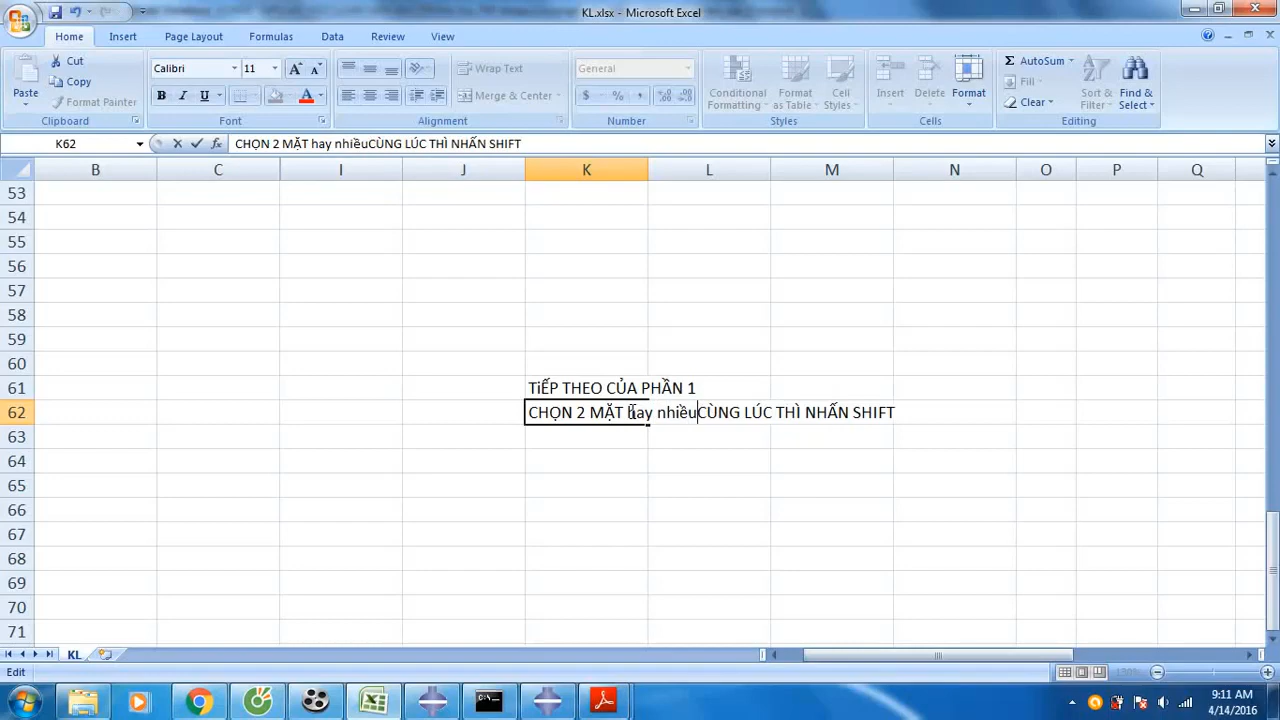 KL.xlsx - Microsoft Excel
Home Insert Page Layout Formulas Data Review View
Paste Cut Copy Format Painter Clipboard
Calibri 11 B I U A Font
Wrap Text Merge & Center Alignment
General $ % , Number
Conditional Formatting Format as Table Cell Styles Styles
Insert Delete Format Cells
Σ AutoSum Fill Clear Sort & Filter Find & Select Editing
K62 fx CHỌN 2 MẶT hay nhiềuCÙNG LÚC THÌ NHẤN SHIFT
B C I J K L M N O P Q
53
54
55
56
57
58
59
60
61 TiẾP THEO CỦA PHẦN 1
62 CHỌN 2 MẶT hay nhiềuCÙNG LÚC THÌ NHẤN SHIFT
63
64
65
66
67
68
69
70
71
KL
Edit
9:11 AM
4/14/2016